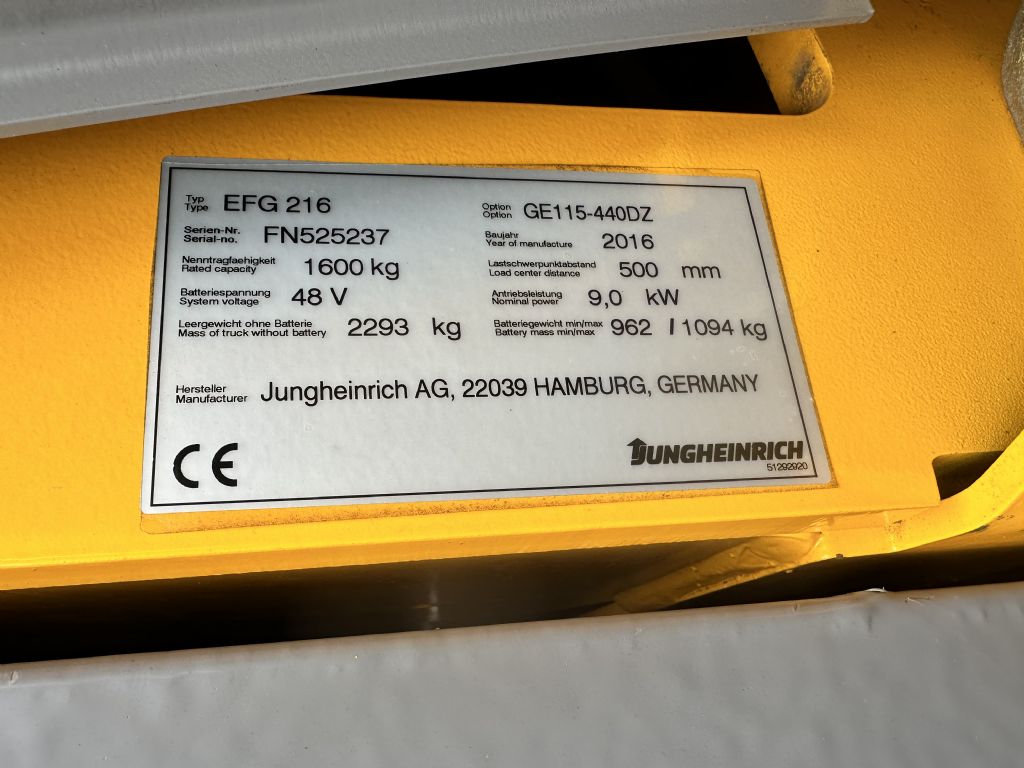 Typ
Type EFG 216
Option
Option GE115-440DZ
Serien-Nr.
Serial-no. FN525237
Baujahr
Year of manufacture 2016
Nenntragfaehigkeit
Rated capacity 1600 kg
Lastschwerpunktabstand
Load center distance 500 mm
Batteriespannung
System voltage 48 V
Antriebsleistung
Nominal power 9,0 kW
Leergewicht ohne Batterie
Mass of truck without battery 2293 kg
Batteriegewicht min/max
Battery mass min/max 962 / 1094 kg
Hersteller
Manufacturer Jungheinrich AG, 22039 HAMBURG, GERMANY
CE
JUNGHEINRICH
51292920